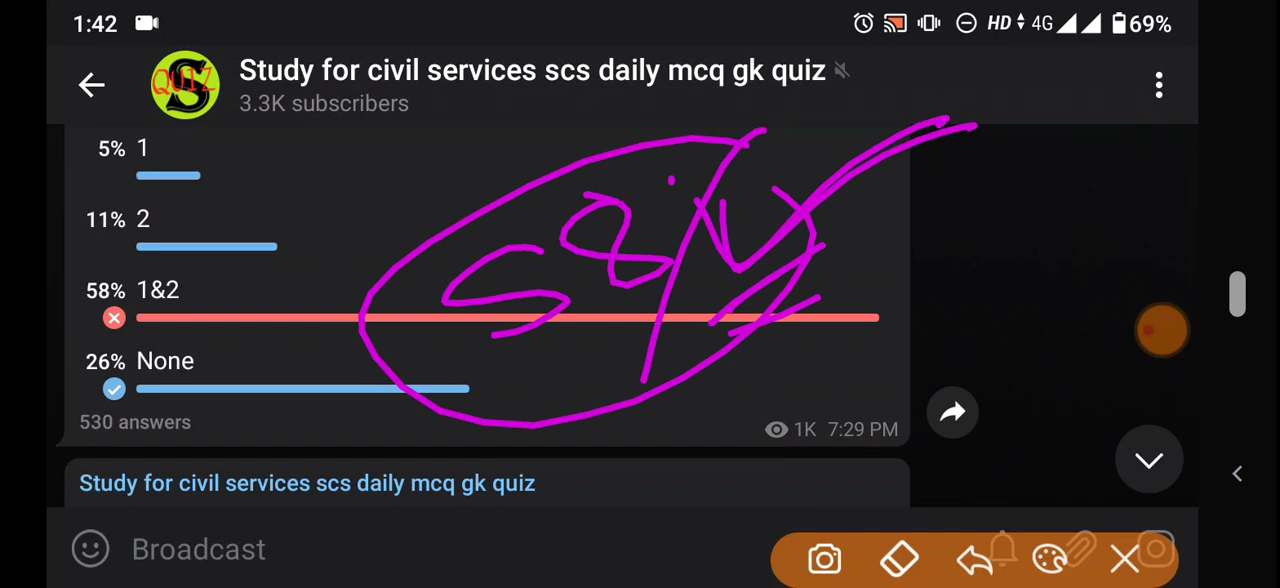 1:42 HD 4G 69%
QUIZ S Study for civil services scs daily mcq gk quiz
3.3K subscribers
5% 1
11% 2
58% 1&2
26% None
530 answers 1K 7:29 PM
Study for civil services scs daily mcq gk quiz
Broadcast